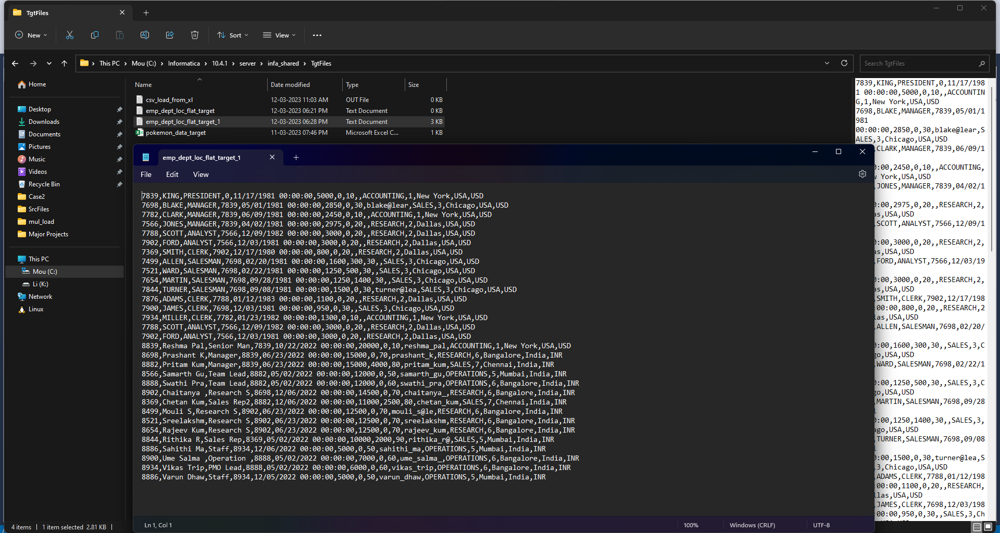 TgtFiles
New
Sort
View
This PC > Mou (C:) > Informatica > 10.4.1 > server > infa_shared > TgtFiles
Search TgtFiles
Home
Desktop
Downloads
Documents
Pictures
Music
Videos
Recycle Bin
Case2
SrcFiles
mul_load
Major Projects
This PC
Mou (C:)
Li (K:)
Network
Linux
Name Date modified Type Size
csv_load_from_xl 12-03-2023 11:03 AM OUT File 0 KB
emp_dept_loc_flat_target 12-03-2023 06:21 PM Text Document 0 KB
emp_dept_loc_flat_target_1 12-03-2023 06:28 PM Text Document 3 KB
pokemon_data_target 11-03-2023 07:46 PM Microsoft Excel C... 1 KB
emp_dept_loc_flat_target_1
File Edit View
7839,KING,PRESIDENT,0,11/17/1981 00:00:00,5000,0,10,,ACCOUNTING,1,New York,USA,USD
7698,BLAKE,MANAGER,7839,05/01/1981 00:00:00,2850,0,30,blake@lear,SALES,3,Chicago,USA,USD
7782,CLARK,MANAGER,7839,06/09/1981 00:00:00,2450,0,10,,ACCOUNTING,1,New York,USA,USD
7566,JONES,MANAGER,7839,04/02/1981 00:00:00,2975,0,20,,RESEARCH,2,Dallas,USA,USD
7788,SCOTT,ANALYST,7566,12/09/1982 00:00:00,3000,0,20,,RESEARCH,2,Dallas,USA,USD
7902,FORD,ANALYST,7566,12/03/1981 00:00:00,3000,0,20,,RESEARCH,2,Dallas,USA,USD
7369,SMITH,CLERK,7902,12/17/1980 00:00:00,800,0,20,,RESEARCH,2,Dallas,USA,USD
7499,ALLEN,SALESMAN,7698,02/20/1981 00:00:00,1600,300,30,,SALES,3,Chicago,USA,USD
7521,WARD,SALESMAN,7698,02/22/1981 00:00:00,1250,500,30,,SALES,3,Chicago,USA,USD
7654,MARTIN,SALESMAN,7698,09/28/1981 00:00:00,1250,1400,30,,SALES,3,Chicago,USA,USD
7844,TURNER,SALESMAN,7698,09/08/1981 00:00:00,1500,0,30,turner@lea,SALES,3,Chicago,USA,USD
7876,ADAMS,CLERK,7788,01/12/1983 00:00:00,1100,0,20,,RESEARCH,2,Dallas,USA,USD
7900,JAMES,CLERK,7698,12/03/1981 00:00:00,950,0,30,,SALES,3,Chicago,USA,USD
7934,MILLER,CLERK,7782,01/23/1982 00:00:00,1300,0,10,,ACCOUNTING,1,New York,USA,USD
7788,SCOTT,ANALYST,7566,12/09/1982 00:00:00,3000,0,20,,RESEARCH,2,Dallas,USA,USD
7902,FORD,ANALYST,7566,12/03/1981 00:00:00,3000,0,20,,RESEARCH,2,Dallas,USA,USD
8839,Reshma Pal,Senior Man,7839,10/22/2022 00:00:00,20000,0,10,reshma_pal,ACCOUNTING,1,New York,USA,USD
8698,Prashant K,Manager,8839,06/23/2022 00:00:00,15000,0,70,prashant_k,RESEARCH,6,Bangalore,India,INR
8882,Pritam Kum,Manager,8839,06/23/2022 00:00:00,15000,4000,80,pritam_kum,SALES,7,Chennai,India,INR
8566,Samarth Gu,Team Lead,8882,05/02/2022 00:00:00,12000,0,50,samarth_gu,OPERATIONS,5,Mumbai,India,INR
8888,Swathi Pra,Team Lead,8882,05/02/2022 00:00:00,12000,0,60,swathi_pra,OPERATIONS,6,Bangalore,India,INR
8902,Chaitanya ,Research S,8698,12/06/2022 00:00:00,14500,0,70,chaitanya_,RESEARCH,6,Bangalore,India,INR
8369,Chetan Kum,Sales Rep2,8882,12/06/2022 00:00:00,11000,2500,80,chetan_kum,SALES,7,Chennai,India,INR
8499,Mouli S,Research S,8902,06/23/2022 00:00:00,12500,0,70,mouli_s@le,RESEARCH,6,Bangalore,India,INR
8521,Sreelakshm,Research S,8902,06/23/2022 00:00:00,12500,0,70,sreelakshm,RESEARCH,6,Bangalore,India,INR
8654,Rajeev Kum,Research S,8902,06/23/2022 00:00:00,12500,0,70,rajeev_kum,RESEARCH,6,Bangalore,India,INR
8844,Rithika R,Sales Rep,8369,05/02/2022 00:00:00,10000,2000,90,rithika_r@,SALES,5,Mumbai,India,INR
8886,Sahithi Ma,Staff,8934,12/06/2022 00:00:00,5000,0,50,sahithi_ma,OPERATIONS,5,Mumbai,India,INR
8900,Ume Salma ,Operation ,8888,05/02/2022 00:00:00,7000,0,60,ume_salma_,OPERATIONS,6,Bangalore,India,INR
8934,Vikas Trip,PMO Lead,8888,05/02/2022 00:00:00,6000,0,60,vikas_trip,OPERATIONS,6,Bangalore,India,INR
8886,Varun Dhaw,Staff,8934,12/05/2022 00:00:00,5000,0,50,varun_dhaw,OPERATIONS,5,Mumbai,India,INR
Ln 1, Col 1 100% Windows (CRLF) UTF-8
7839,KING,PRESIDENT,0,11/17/198
1 00:00:00,5000,0,10,,ACCOUNTIN
G,1,New York,USA,USD
7698,BLAKE,MANAGER,7839,05/01/1
981
00:00:00,2850,0,30,blake@lear,S
ALES,3,Chicago,USA,USD
,CLARK,MANAGER,7839,06/09/1
:00,2450,0,10,,ACCOUNTING,
York,USA,USD
,JONES,MANAGER,7839,04/02/1
:00,2975,0,20,,RESEARCH,2,
as,USA,USD
,SCOTT,ANALYST,7566,12/09/1
:00,3000,0,20,,RESEARCH,2,
as,USA,USD
,FORD,ANALYST,7566,12/03/19
:00,3000,0,20,,RESEARCH,2,
as,USA,USD
,SMITH,CLERK,7902,12/17/198
:00:00,800,0,20,,RESEARCH,2
las,USA,USD
,ALLEN,SALESMAN,7698,02/20/
:00,1600,300,30,,SALES,3,C
go,USA,USD
,WARD,SALESMAN,7698,02/22/1
:00,1250,500,30,,SALES,3,C
go,USA,USD
,MARTIN,SALESMAN,7698,09/28
:00,1250,1400,30,,SALES,3,
ago,USA,USD
,TURNER,SALESMAN,7698,09/08
:00,1500,0,30,turner@lea,S
,3,Chicago,USA,USD
,ADAMS,CLERK,7788,01/12/198
:00:00,1100,0,20,,RESEARCH,
llas,USA,USD
,JAMES,CLERK,7698,12/03/198
:00:00,950,0,30,,SALES,3,Ch
4 items 1 item selected 2.81 KB